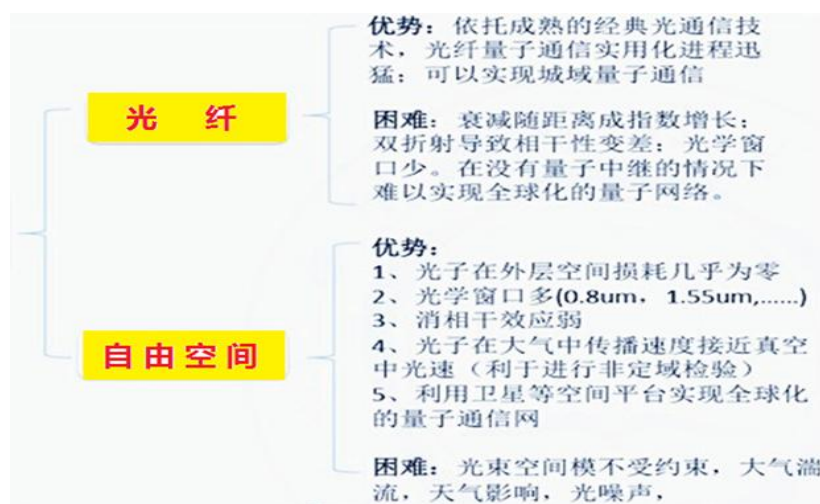 优势：依托成熟的经典光通信技
术，光纤量子通信实用化进程迅
猛；可以实现城域量子通信
光 纤
困难：衰减随距离成指数增长；
双折射导致相干性变差；光学窗
口少。在没有量子中继的情况下
难以实现全球化的量子网络。
优势：
1、光子在外层空间损耗几乎为零
2、光学窗口多(0.8um，1.55um,......)
3、消相干效应弱
自由空间
4、光子在大气中传播速度接近真空
中光速（利于进行非定域检验）
5、利用卫星等空间平台实现全球化
的量子通信网
困难：光束空间模不受约束，大气湍
流，天气影响，光噪声，